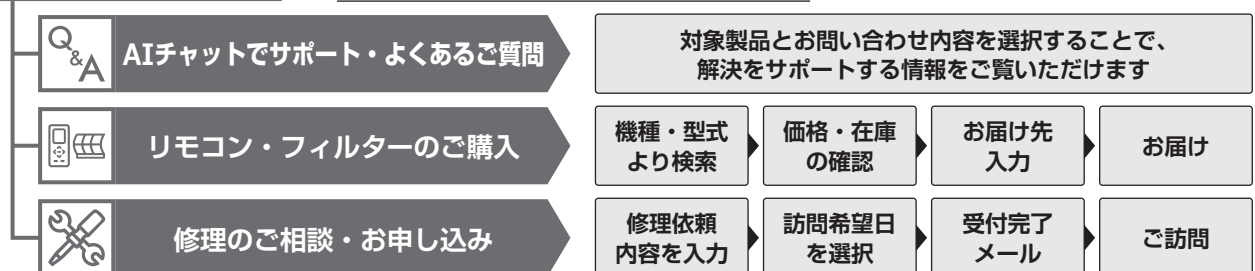 Q&A
AIチャットでサポート・よくあるご質問
対象製品とお問い合わせ内容を選択することで、
解決をサポートする情報をご覧いただけます
リモコン・フィルターのご購入
機種・型式
より検索
価格・在庫
の確認
お届け先
入力
お届け
修理のご相談・お申し込み
修理依頼
内容を入力
訪問希望日
を選択
受付完了
メール
ご訪問